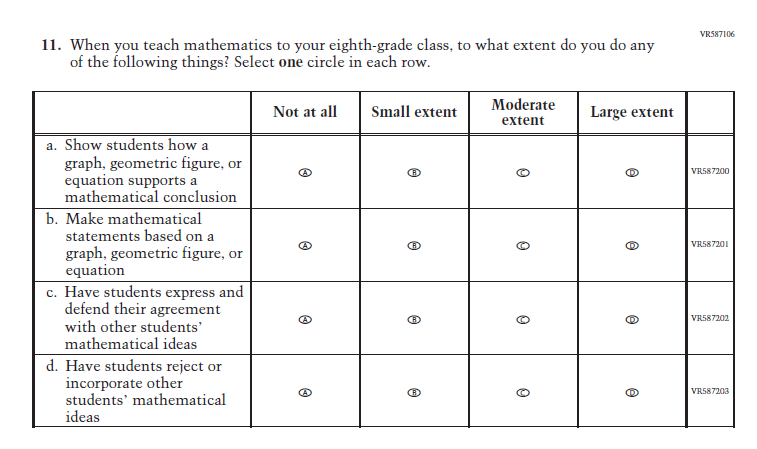 VR587106
11. When you teach mathematics to your eighth-grade class, to what extent do you do any
of the following things? Select one circle in each row.
Not at all Small extent Moderate extent Large extent
a. Show students how a
graph, geometric figure, or
equation supports a
mathematical conclusion
A B C D VR587200
b. Make mathematical
statements based on a
graph, geometric figure, or
equation
A B C D VR587201
c. Have students express and
defend their agreement
with other students’
mathematical ideas
A B C D VR587202
d. Have students reject or
incorporate other
students’ mathematical
ideas
A B C D VR587203